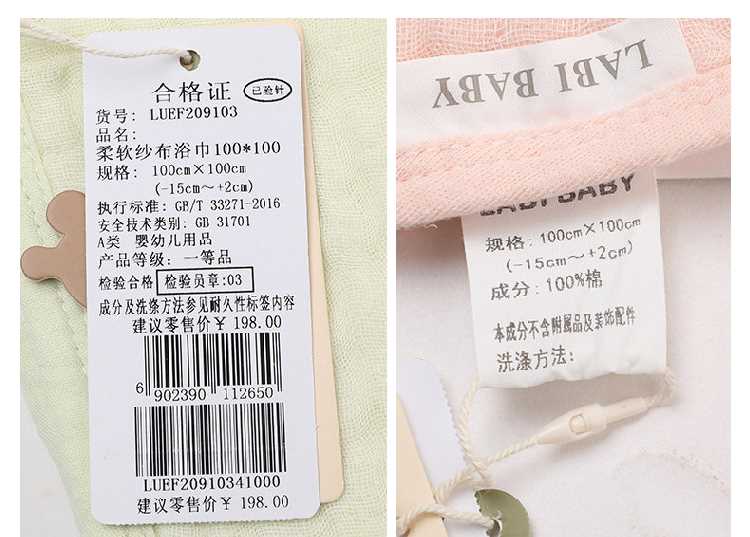 合格证
已验针
货号: LUEF209103
品名:
柔软纱布浴巾100*100
规格: 100cm×100cm
(-15cm～+2cm)
执行标准: GB/T 33271-2016
安全技术类别: GB 31701
A类 婴幼儿用品
产品等级: 一等品
检验合格 检验员章:03
成分及洗涤方法参见耐久性标签内容
建议零售价￥ 198.00
6 902390 112650
LUEF20910341000
建议零售价￥ 198.00
LABI BABY
LABI BABY
规格: 100cm×100cm
(-15cm～+2cm)
成分: 100%棉
本成分不含附属品及装饰配件
洗涤方法: